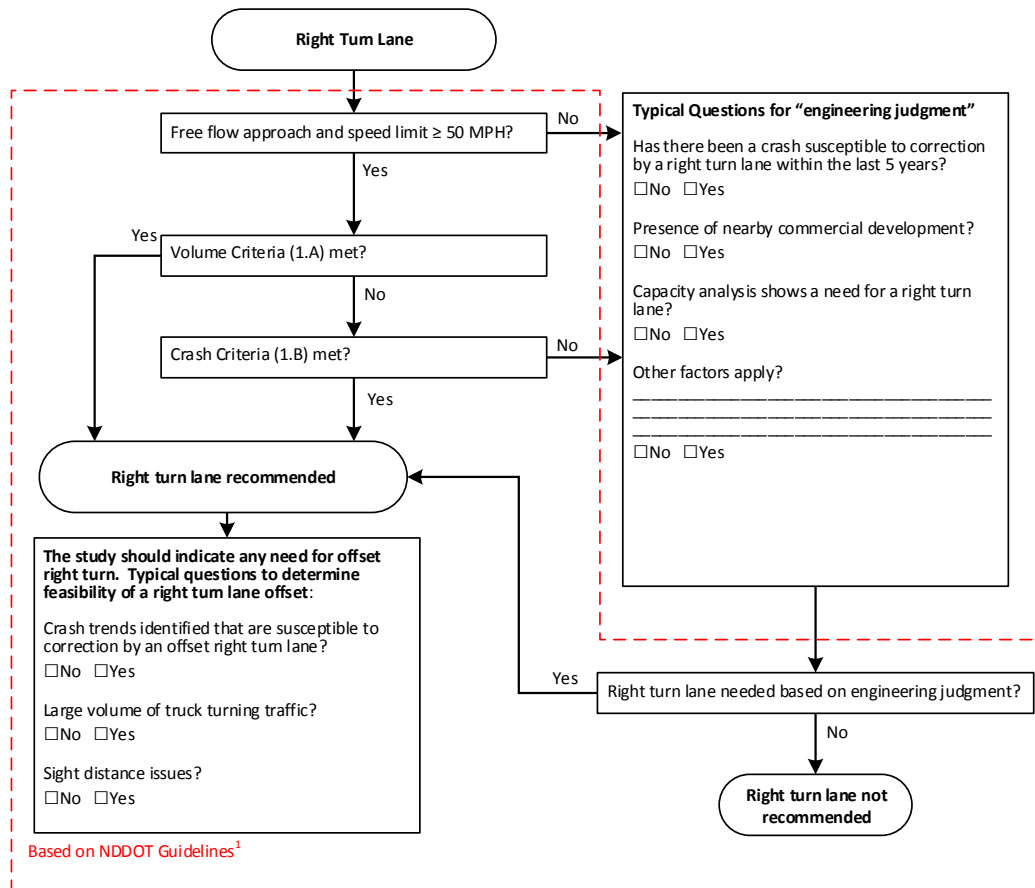 Right Turn Lane
Free flow approach and speed limit ≥ 50 MPH?
No
Yes
Yes
Volume Criteria (1.A) met?
No
Crash Criteria (1.B) met?
No
Yes
Right turn lane recommended
The study should indicate any need for offset
right turn. Typical questions to determine
feasibility of a right turn lane offset:
Crash trends identified that are susceptible to
correction by an offset right turn lane?
☐No ☐Yes
Large volume of truck turning traffic?
☐No ☐Yes
Sight distance issues?
☐No ☐Yes
Based on NDDOT Guidelines¹
Typical Questions for “engineering judgment”
Has there been a crash susceptible to correction
by a right turn lane within the last 5 years?
☐No ☐Yes
Presence of nearby commercial development?
☐No ☐Yes
Capacity analysis shows a need for a right turn
lane?
☐No ☐Yes
Other factors apply?
☐No ☐Yes
Yes
Right turn lane needed based on engineering judgment?
No
Right turn lane not
recommended